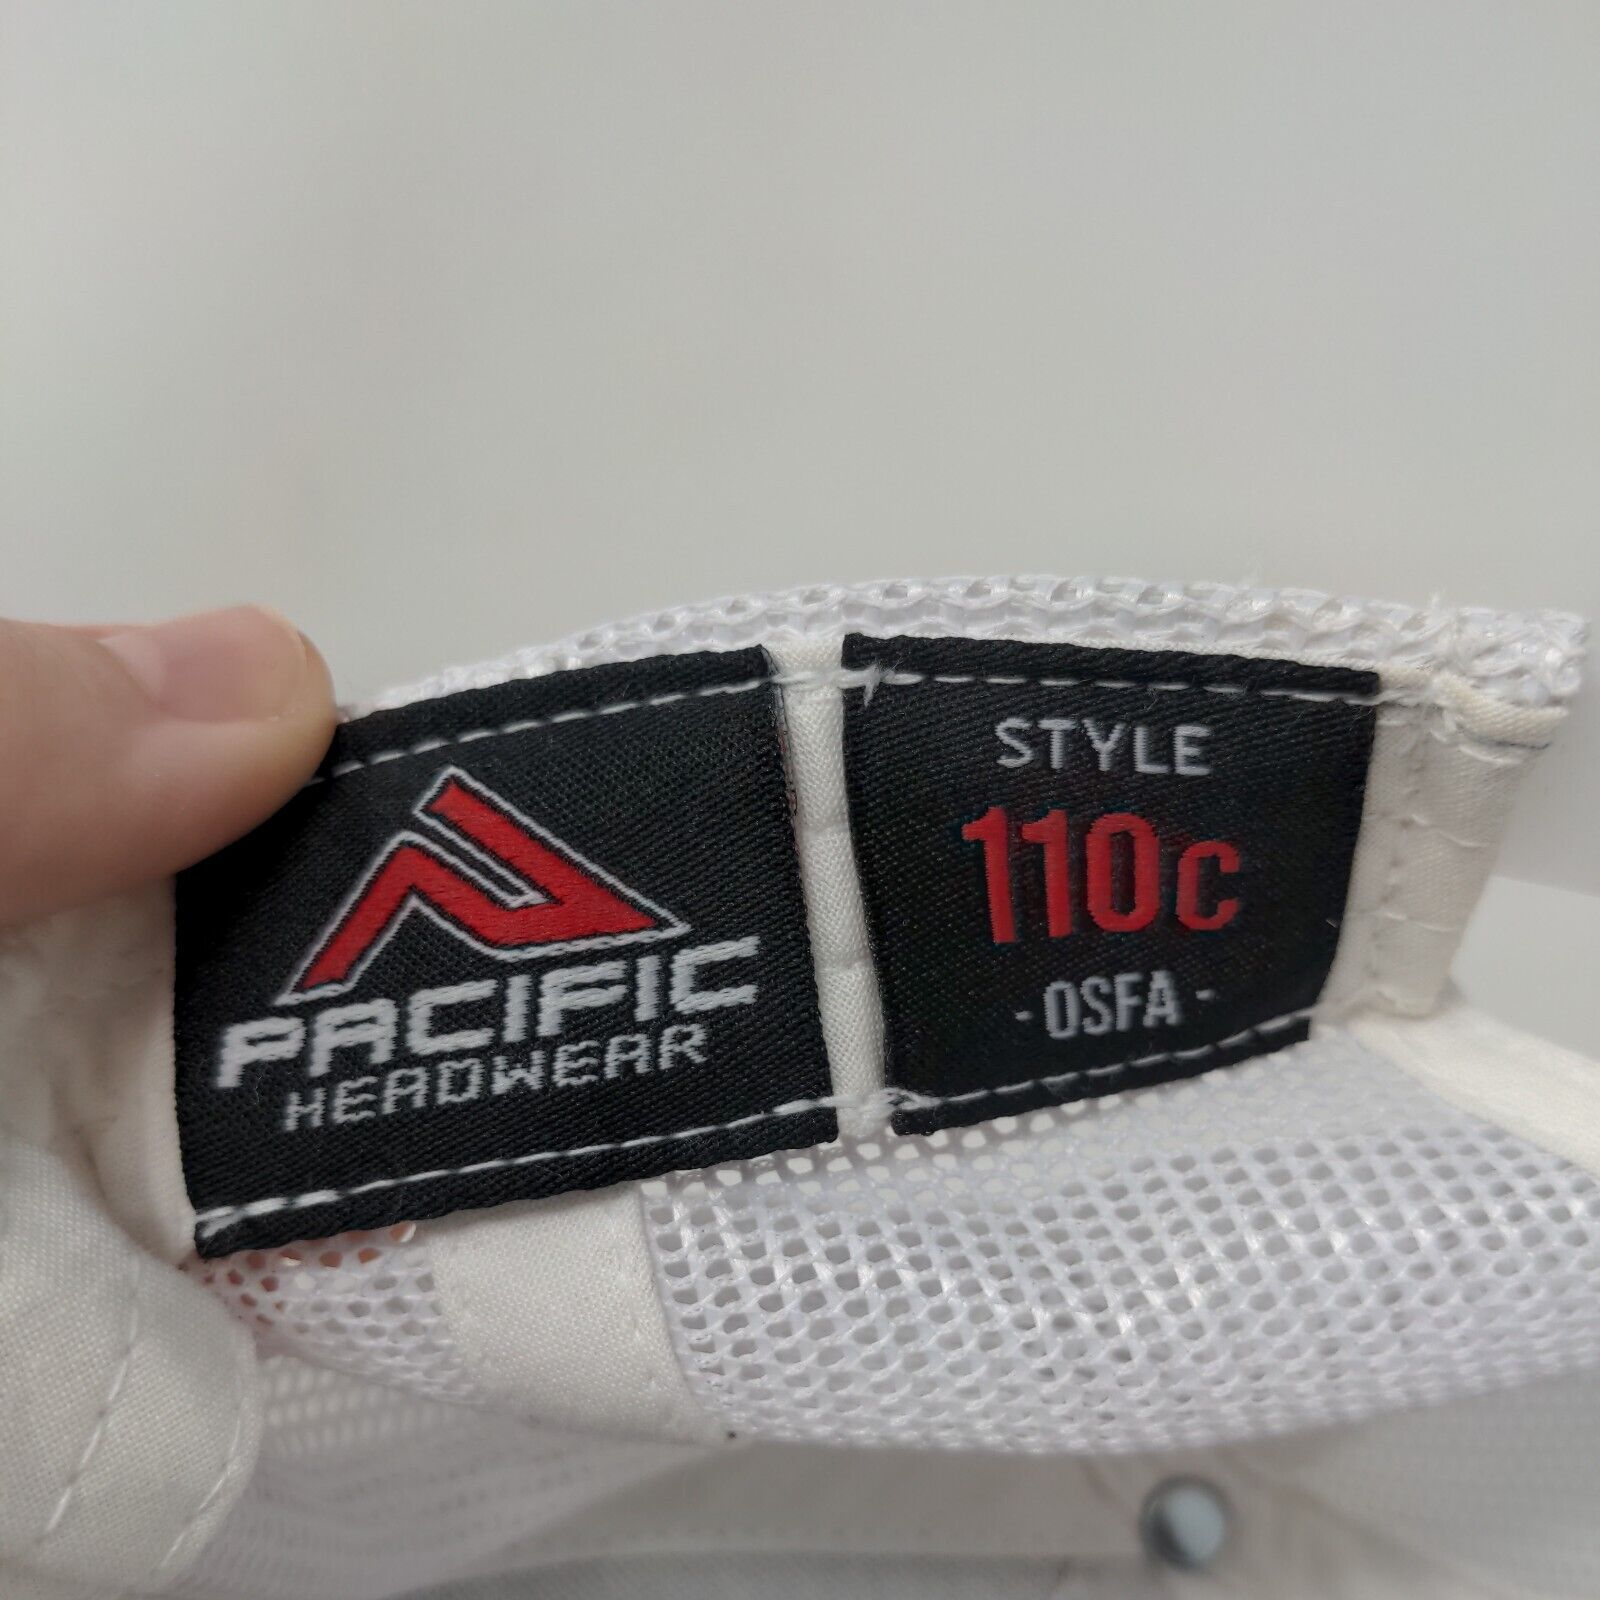 PACIFIC
HEADWEAR
STYLE
110c
- OSFA -